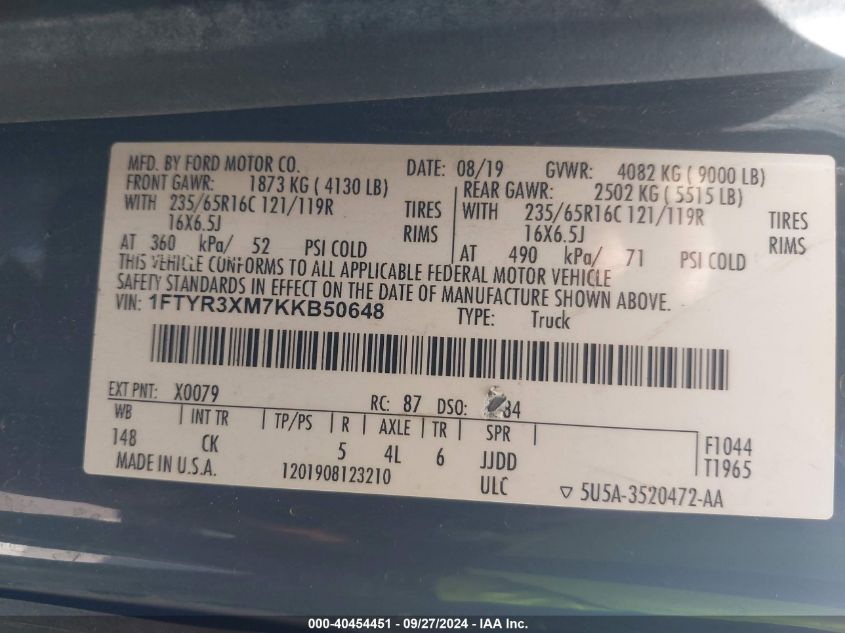 MFD. BY FORD MOTOR CO. DATE: 08/19 GVWR: 4082 KG ( 9000 LB)
FRONT GAWR: 1873 KG ( 4130 LB) REAR GAWR: 2502 KG ( 5515 LB)
WITH 235/65R16C 121/119R TIRES WITH 235/65R16C 121/119R TIRES
16X6.5J RIMS 16X6.5J RIMS
AT 360 kPa/ 52 PSI COLD AT 490 kPa/ 71 PSI COLD
THIS VEHICLE CONFORMS TO ALL APPLICABLE FEDERAL MOTOR VEHICLE
SAFETY STANDARDS IN EFFECT ON THE DATE OF MANUFACTURE SHOWN ABOVE.
VIN: 1FTYR3XM7KKB50648 TYPE: Truck
EXT PNT: X0079 RC: 87 DSO: 84
WB INT TR TP/PS R AXLE TR SPR F1044
148 CK 5 4L 6 JJDD T1965
MADE IN U.S.A. 1201908123210 ULC ▽ 5U5A-3520472-AA
000-40454451 - 09/27/2024 - IAA Inc.